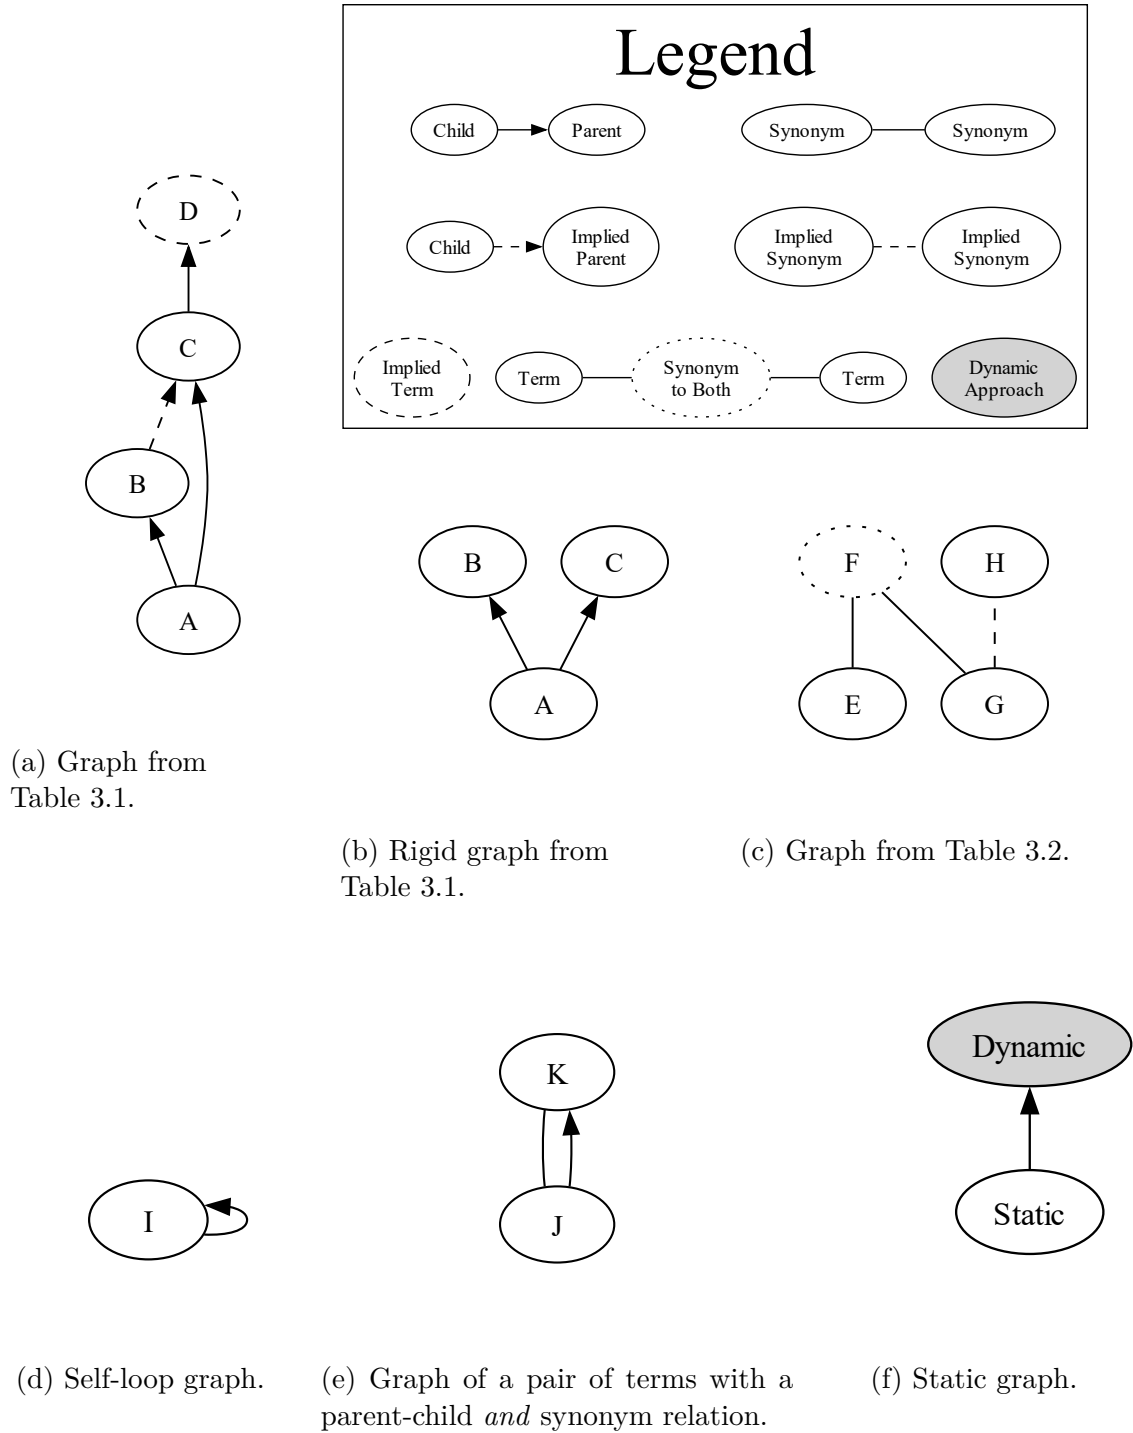 Legend
Child Parent Synonym Synonym
Child Implied Parent Implied Synonym Implied Synonym
Implied Term Term Synonym to Both Term Dynamic Approach
D
C
B
A
(a) Graph from
Table 3.1.
B C
A
(b) Rigid graph from
Table 3.1.
F H
E G
(c) Graph from Table 3.2.
I
(d) Self-loop graph.
K
J
(e) Graph of a pair of terms with a
parent-child and synonym relation.
Dynamic
Static
(f) Static graph.